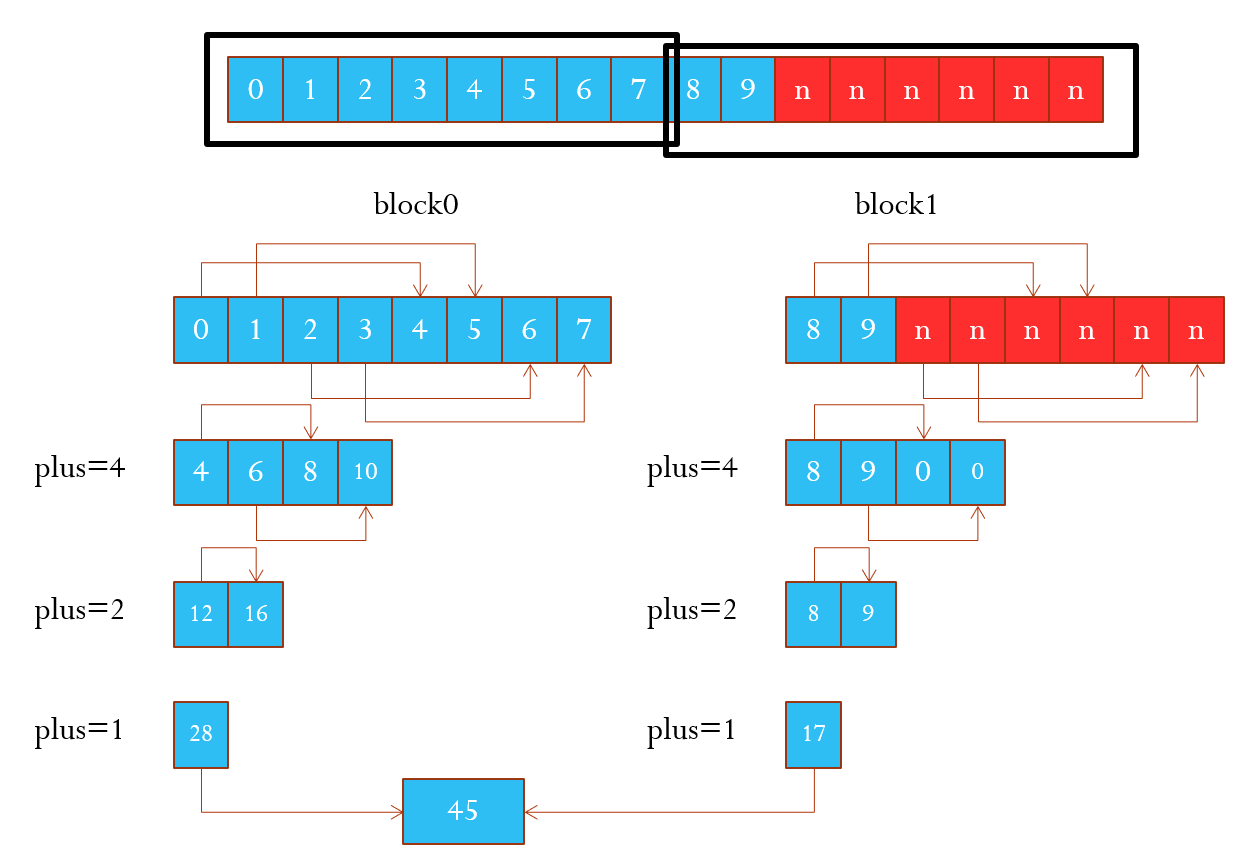 0 1 2 3 4 5 6 7 8 9 n n n n n n
block0 block1
0 1 2 3 4 5 6 7 8 9 n n n n n n
plus=4 4 6 8 10 plus=4 8 9 0 0
plus=2 12 16 plus=2 8 9
plus=1 28 plus=1 17
45